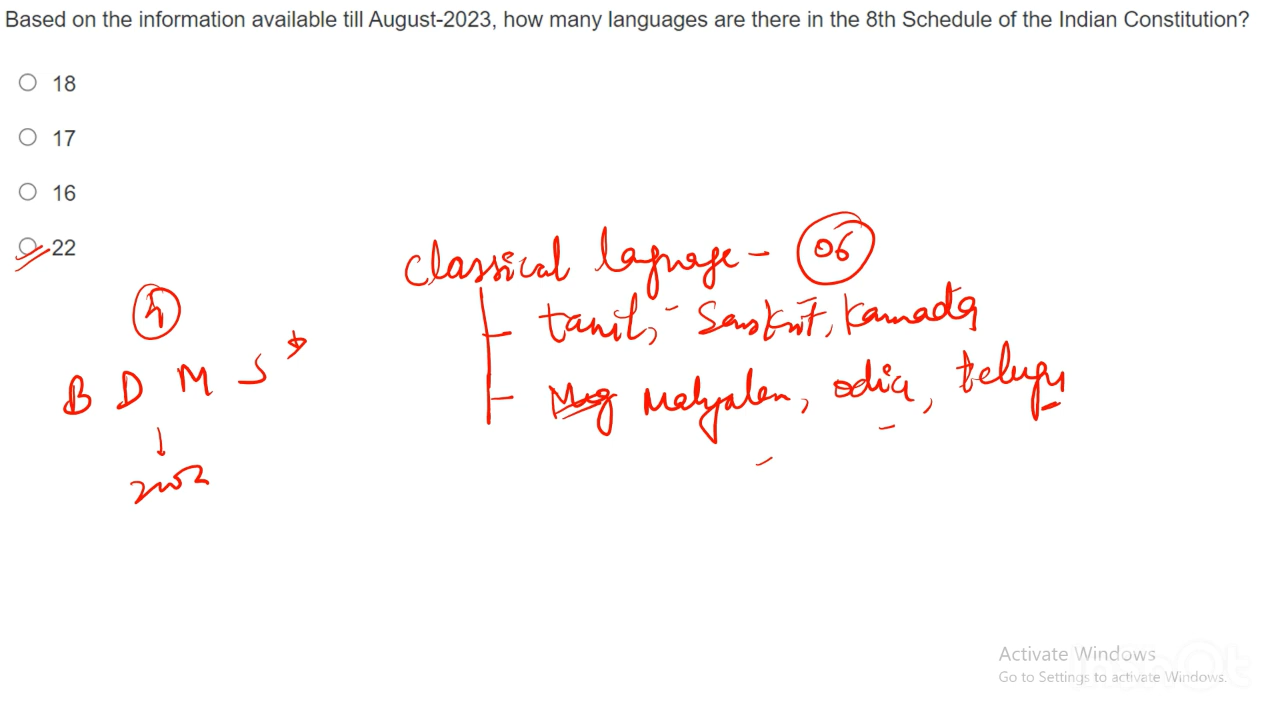 Based on the information available till August-2023, how many languages are there in the 8th Schedule of the Indian Constitution?
18
17
16
22
Classical lagnage - 06
tamil, Sanskrit, Kannada
Malyalam, odia, telugu
4
B D M S
2002
Activate Windows
Go to Settings to activate Windows.